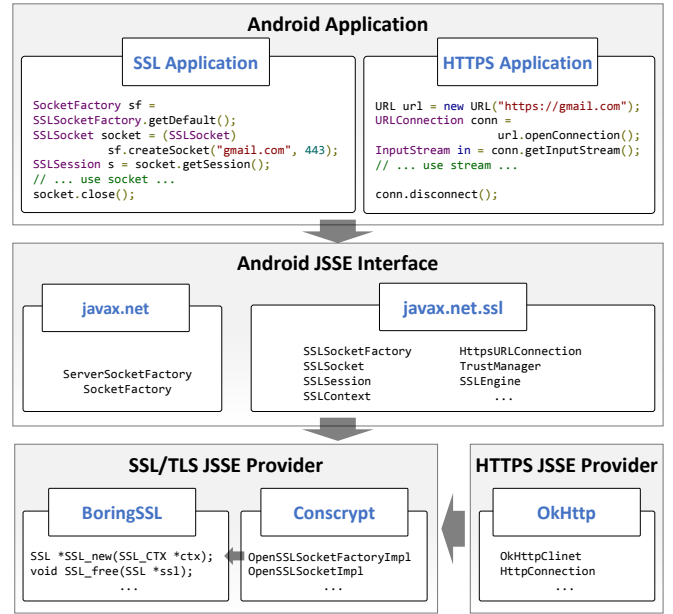 Android Application
SSL Application
SocketFactory sf =
SSLSocketFactory.getDefault();
SSLSocket socket = (SSLSocket)
sf.createSocket("gmail.com", 443);
SSLSession s = socket.getSession();
// ... use socket ...
socket.close();
HTTPS Application
URL url = new URL("https://gmail.com");
URLConnection conn =
url.openConnection();
InputStream in = conn.getInputStream();
// ... use stream ...
conn.disconnect();
Android JSSE Interface
javax.net
ServerSocketFactory
SocketFactory
javax.net.ssl
SSLSocketFactory
SSLSocket
SSLSession
SSLContext
HttpsURLConnection
TrustManager
SSLEngine
...
SSL/TLS JSSE Provider
BoringSSL
SSL *SSL_new(SSL_CTX *ctx);
void SSL_free(SSL *ssl);
...
Conscrypt
OpenSSLSocketFactoryImpl
OpenSSLSocketImpl
...
HTTPS JSSE Provider
OkHttp
OkHttpClinet
HttpConnection
...